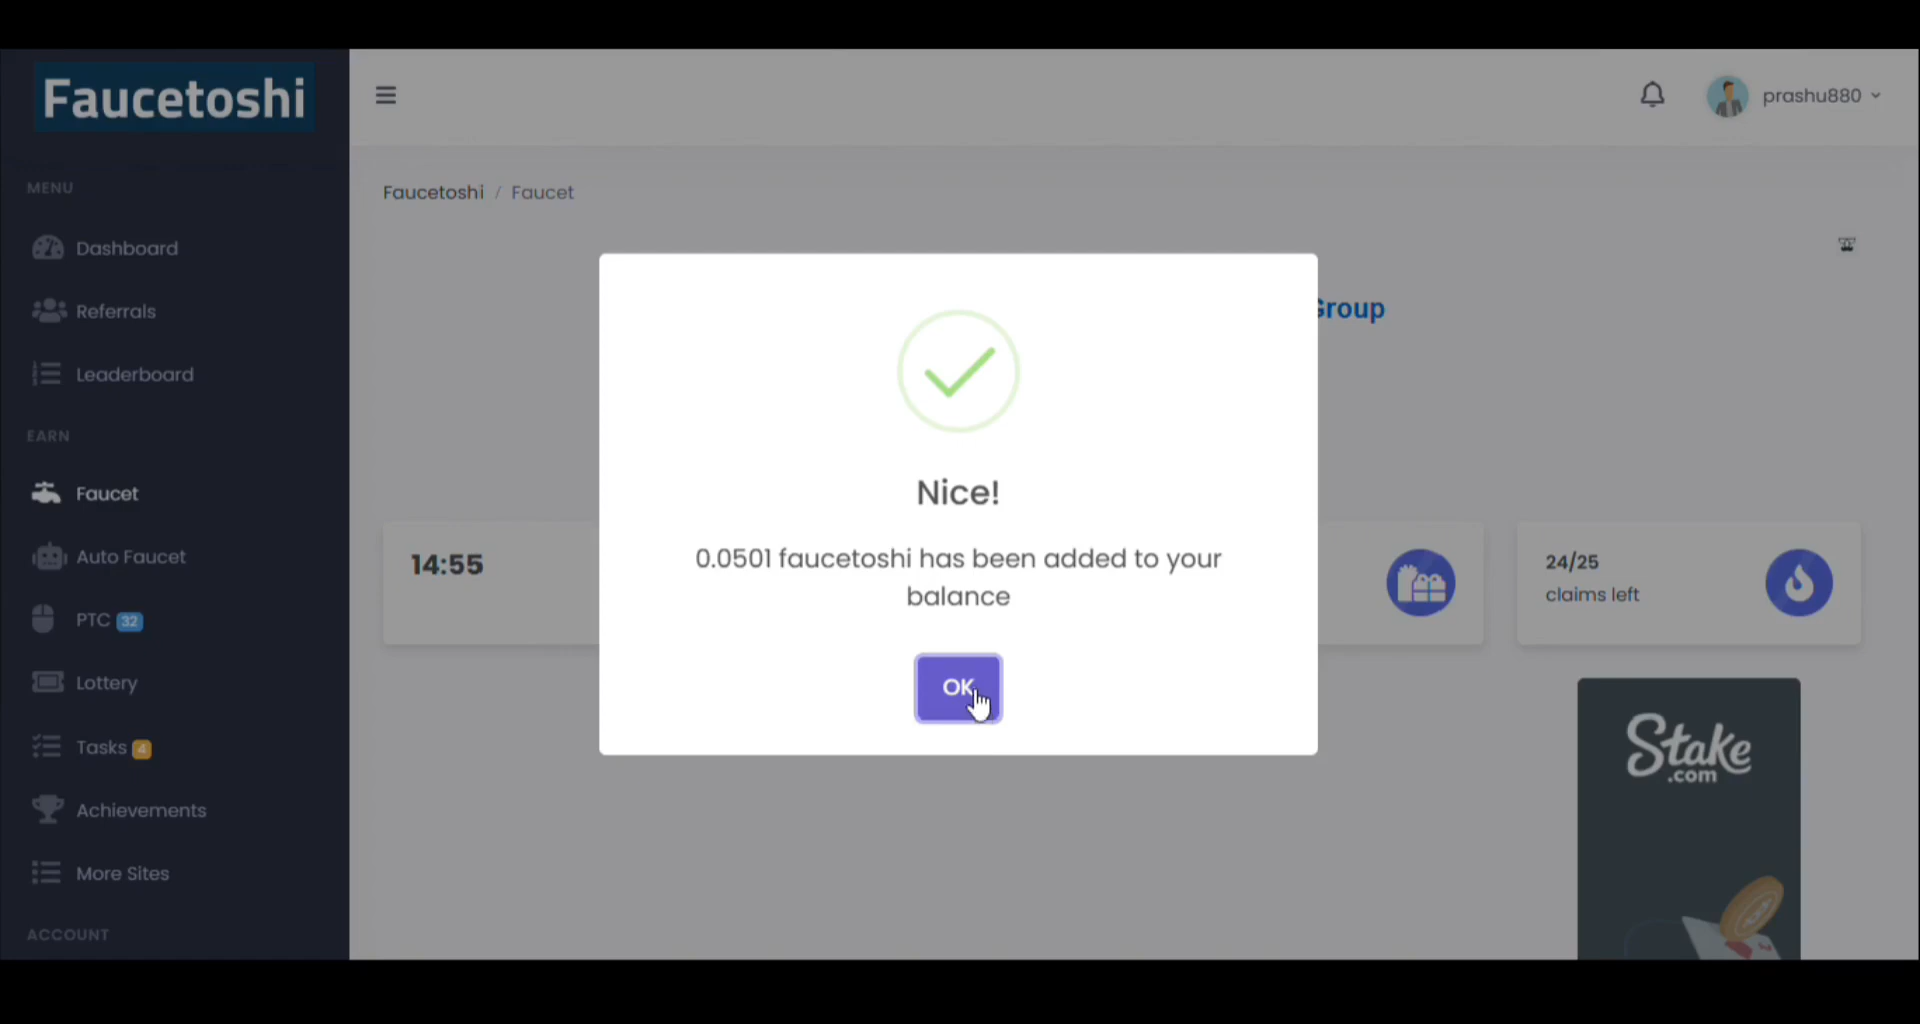 Faucetoshi
prashu880
MENU
Dashboard
Referrals
Leaderboard
EARN
Faucet
Auto Faucet
PTC 32
Lottery
Tasks 4
Achievements
More Sites
ACCOUNT
Faucetoshi / Faucet
Group
14:55
Nice!
0.0501 faucetoshi has been added to your
balance
OK
24/25
claims left
Stake
.com